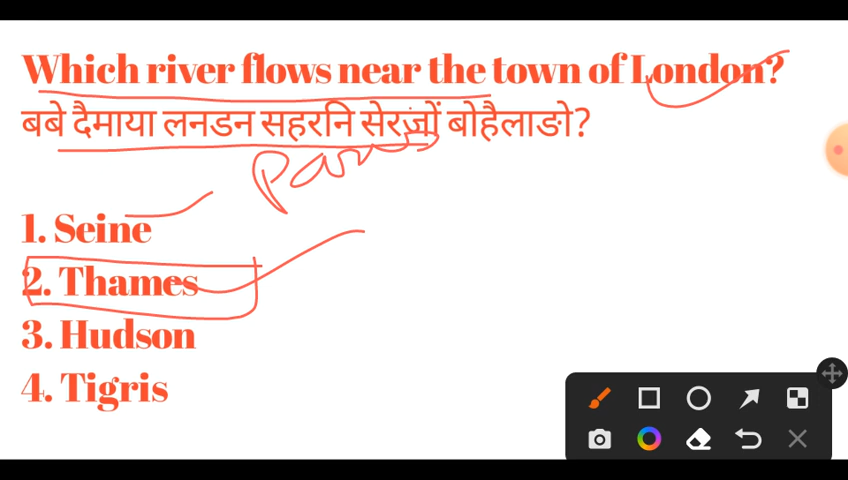 Which river flows near the town of London?
बबे दैमाया लनडन सहरनि सेरजों बोहैलाङो?
Paris
1. Seine
2. Thames
3. Hudson
4. Tigris